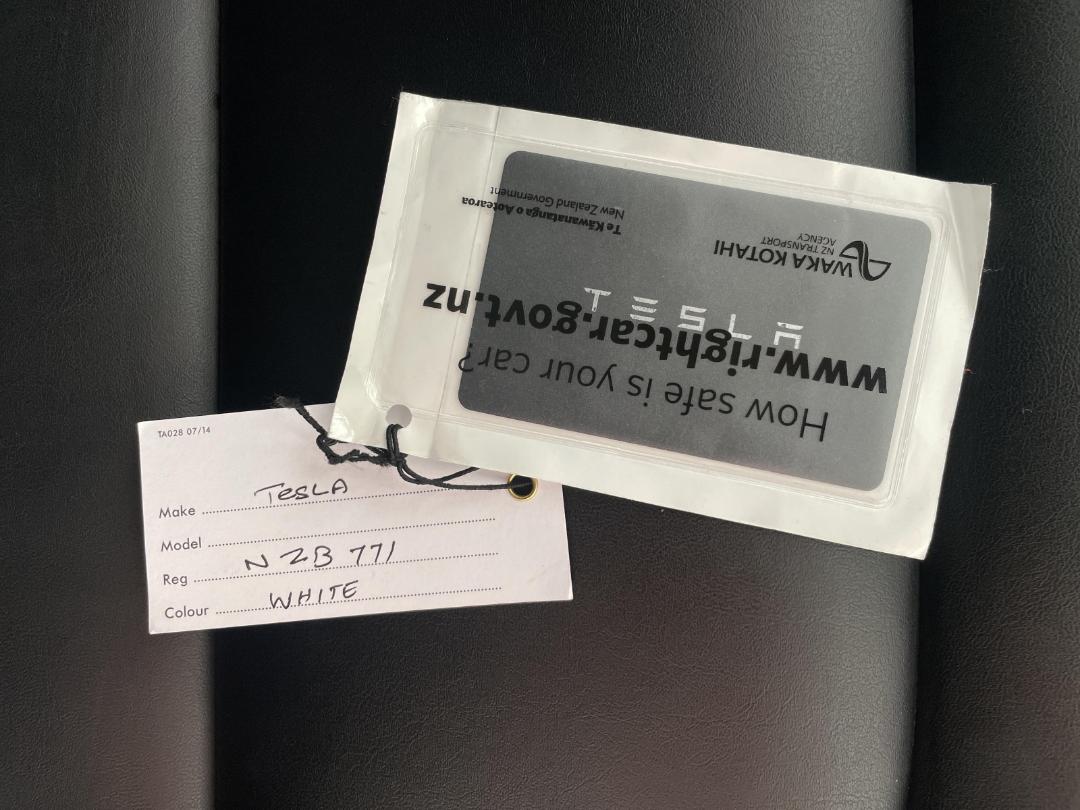 How safe is your car?
www.rightcar.govt.nz
WAKA KOTAHI
NZ TRANSPORT
AGENCY
Te Kāwanatanga o Aotearoa
New Zealand Government
TESLA
TA028 07/14
Make TESLA
Model
Reg NZB 771
Colour WHITE